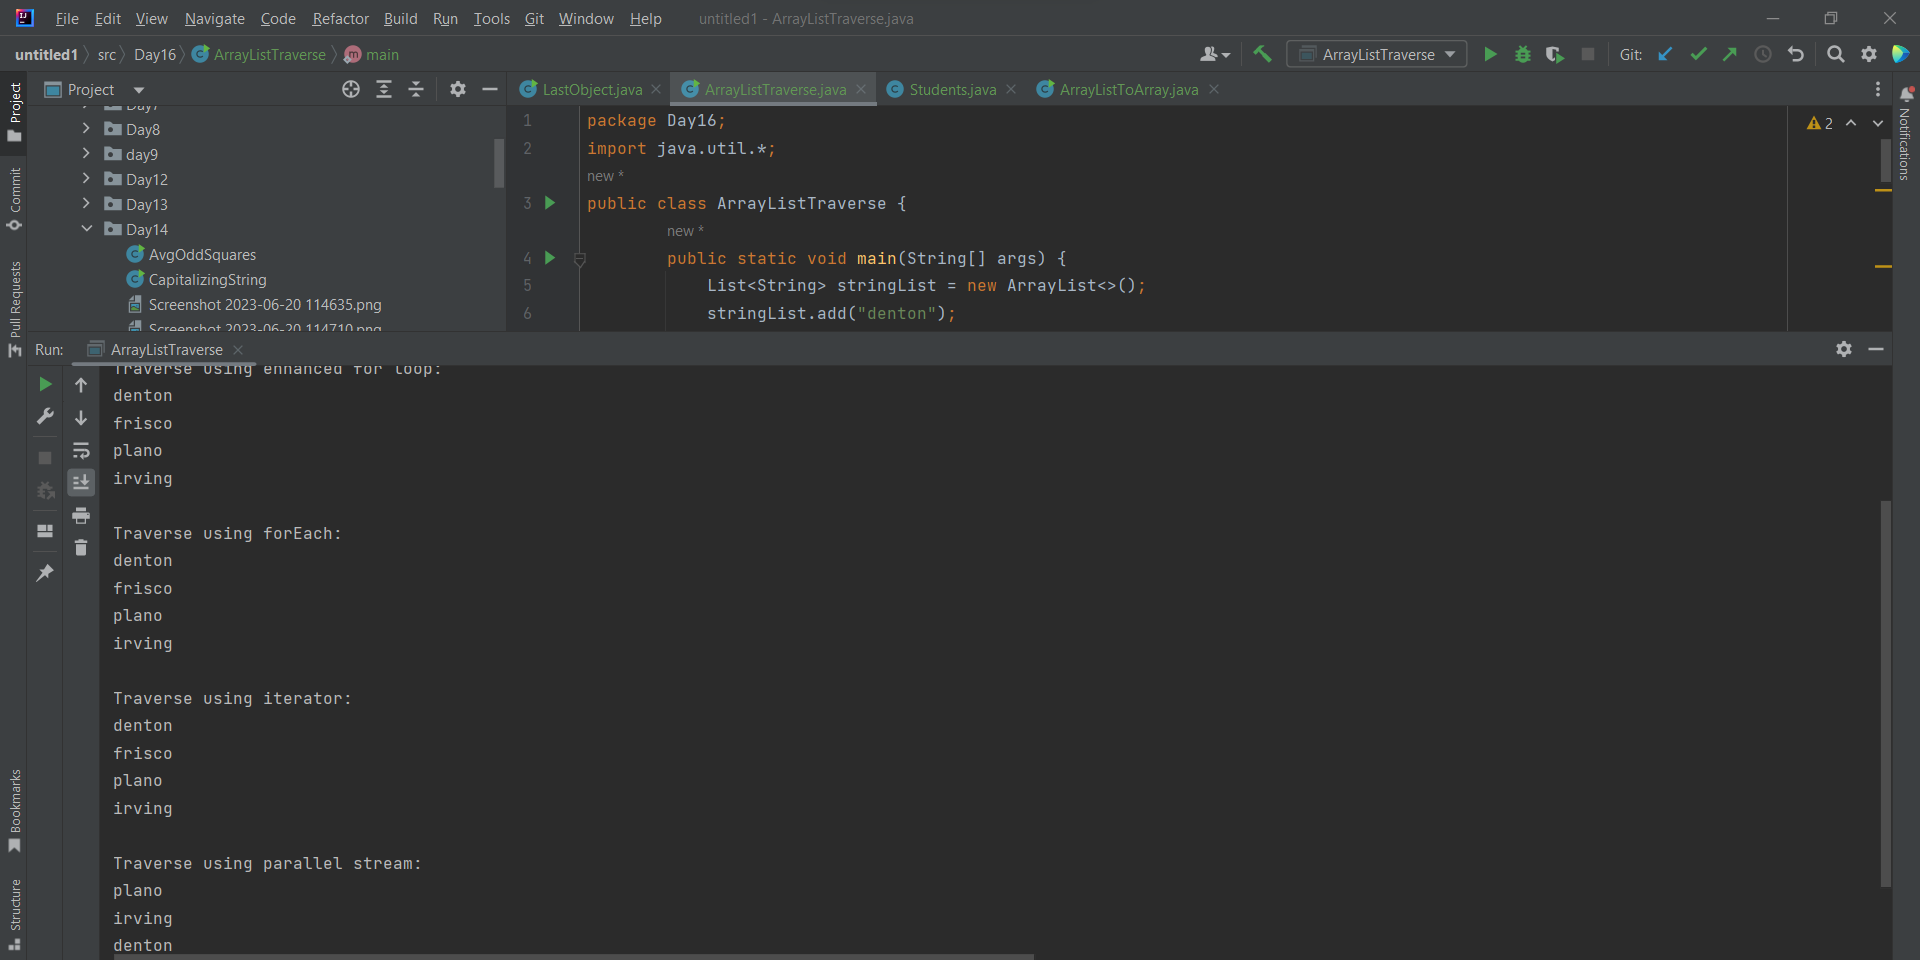 File Edit View Navigate Code Refactor Build Run Tools Git Window Help untitled1 - ArrayListTraverse.java
untitled1 src Day16 ArrayListTraverse main
ArrayListTraverse Git:
Project
LastObject.java ArrayListTraverse.java Students.java ArrayListToArray.java
Day7
Day8
day9
Day12
Day13
Day14
AvgOddSquares
CapitalizingString
Screenshot 2023-06-20 114635.png
Screenshot 2023-06-20 114710.png
1 package Day16;
2 import java.util.*;
new *
3 public class ArrayListTraverse {
new *
4 public static void main(String[] args) {
5 List<String> stringList = new ArrayList<>();
6 stringList.add("denton");
2
Run: ArrayListTraverse
Traverse using enhanced for loop:
denton
frisco
plano
irving
Traverse using forEach:
denton
frisco
plano
irving
Traverse using iterator:
denton
frisco
plano
irving
Traverse using parallel stream:
plano
irving
denton
Project
Commit
Pull Requests
Bookmarks
Structure
Notifications